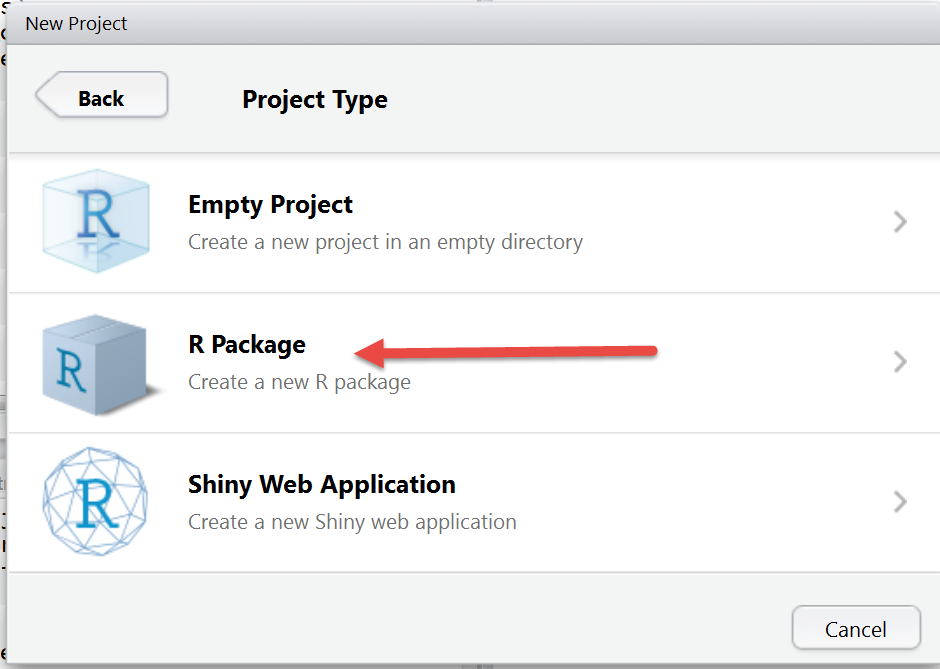 New Project
Back
Project Type
R
Empty Project
Create a new project in an empty directory
R
R Package
Create a new R package
R
Shiny Web Application
Create a new Shiny web application
Cancel